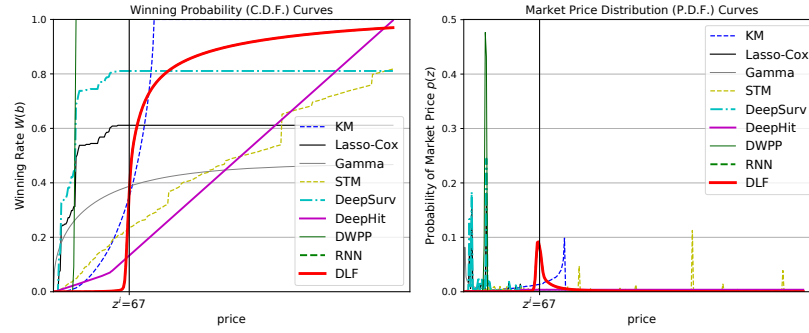 Winning Probability (C.D.F.) Curves
1.0
0.8
0.6
0.4
0.2
0.0
Winning Rate W(b)
KM
Lasso-Cox
Gamma
STM
DeepSurv
DeepHit
DWPP
RNN
DLF
z^i=67
price
Market Price Distribution (P.D.F.) Curves
0.5
0.4
0.3
0.2
0.1
0.0
Probability of Market Price p(z)
KM
Lasso-Cox
Gamma
STM
DeepSurv
DeepHit
DWPP
RNN
DLF
z^i=67
price